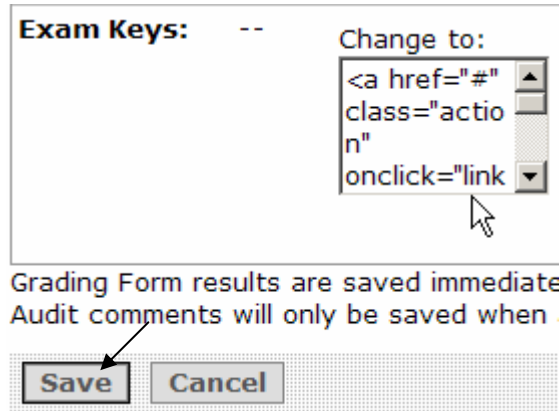 Exam Keys: -- Change to:
<a href="#"
class="actio
n"
onclick="link
Grading Form results are saved immediate
Audit comments will only be saved when
Save Cancel